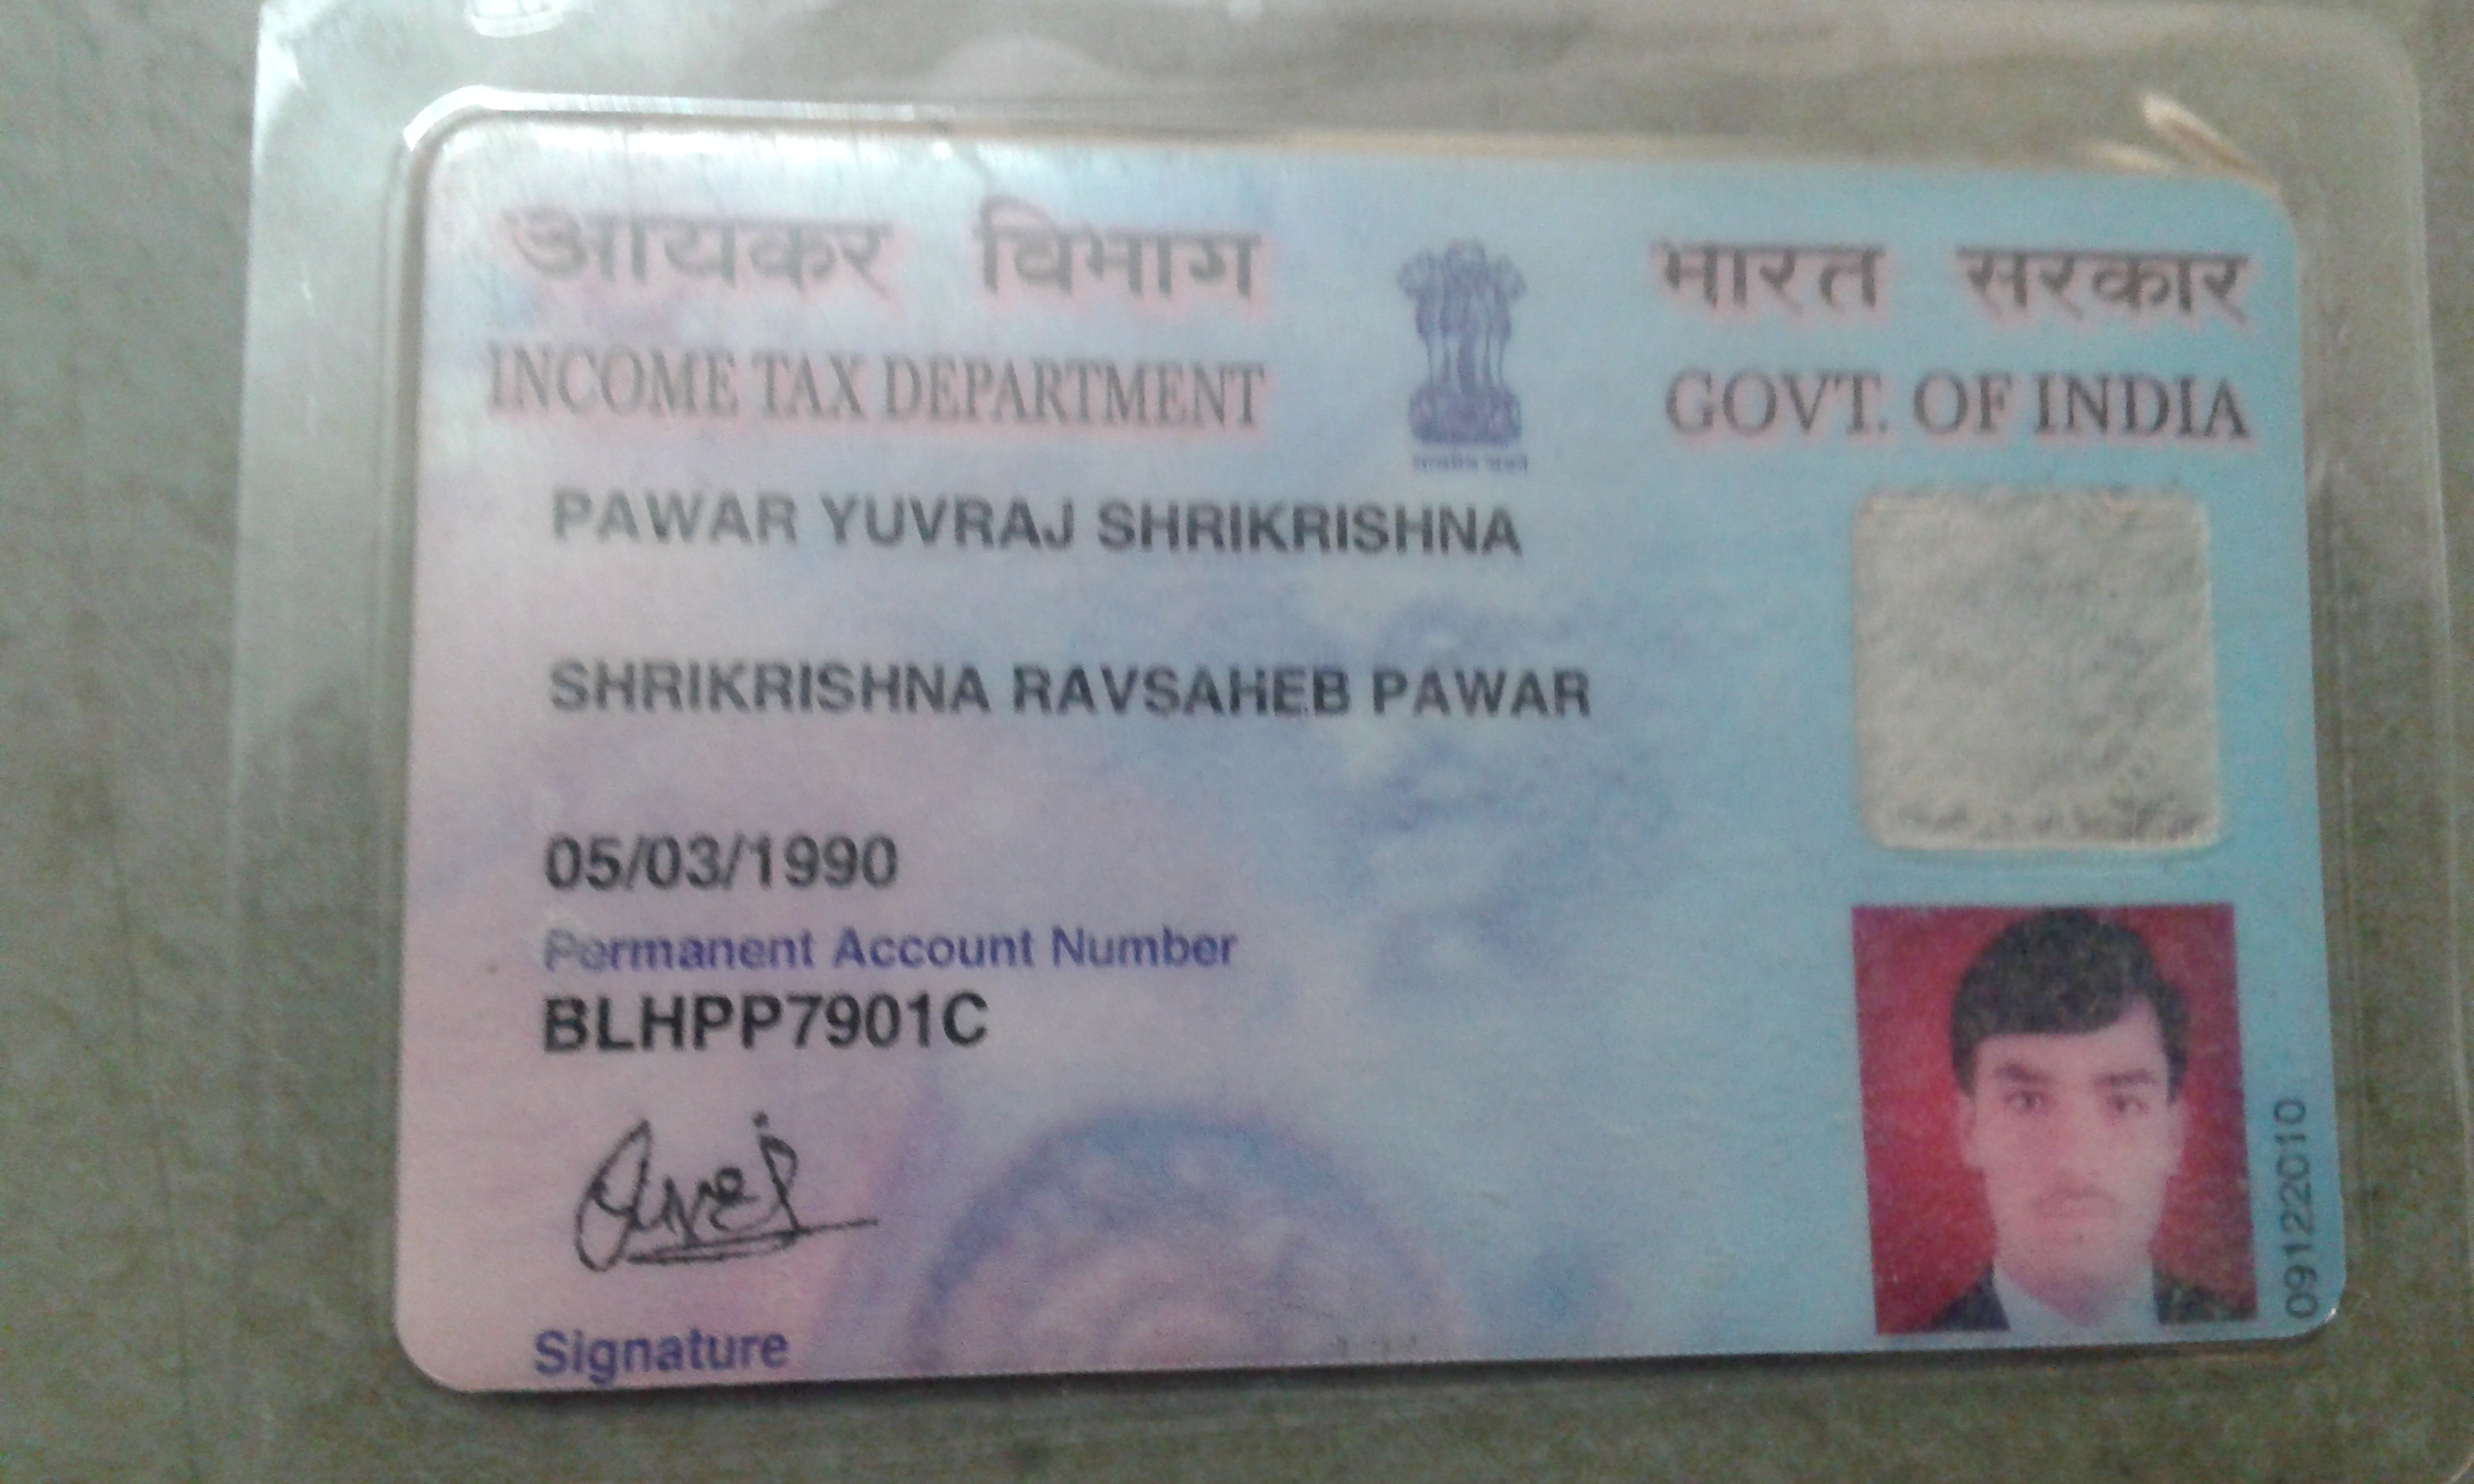 आयकर विभाग
INCOME TAX DEPARTMENT
भारत सरकार
GOVT. OF INDIA
PAWAR YUVRAJ SHRIKRISHNA
SHRIKRISHNA RAVSAHEB PAWAR
05/03/1990
Permanent Account Number
BLHPP7901C
Signature
09122010